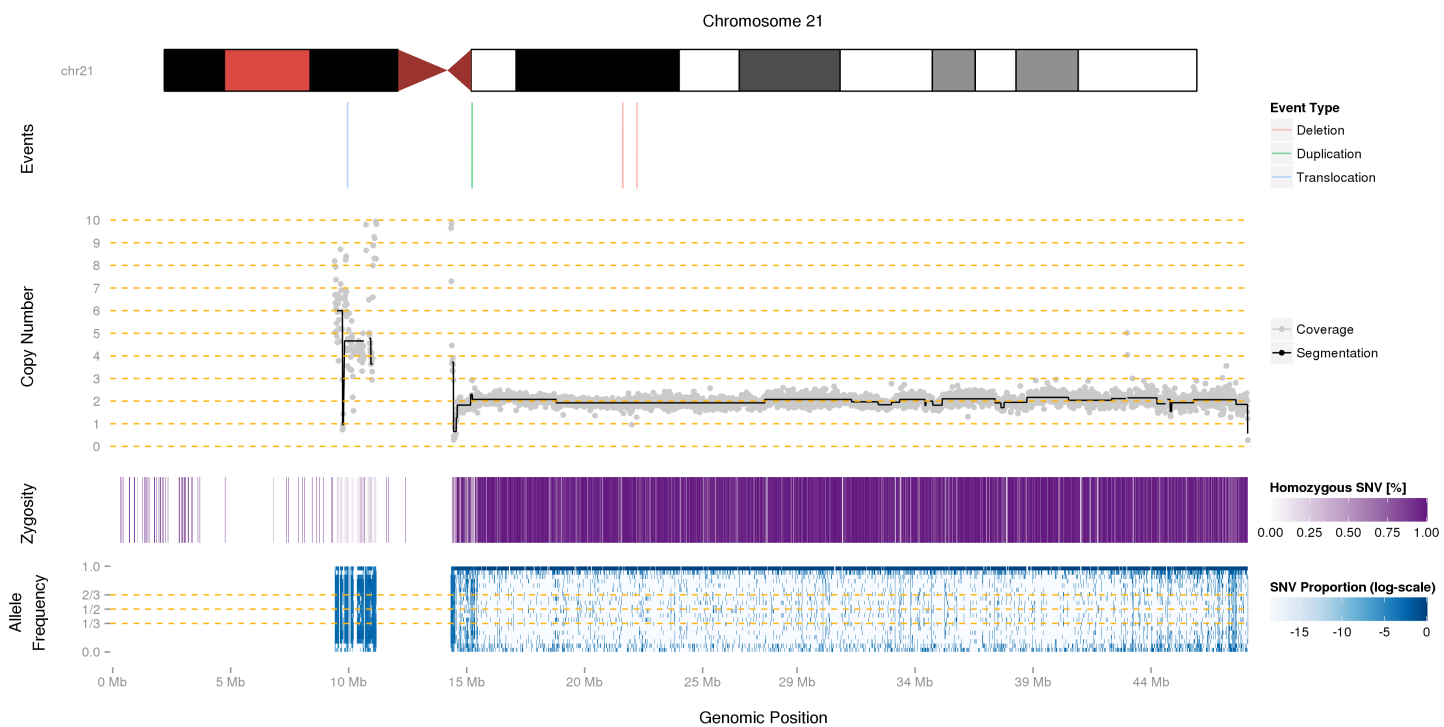 Chromosome 21
chr21
Events
Event Type
Deletion
Duplication
Translocation
Copy Number
10
9
8
7
6
5
4
3
2
1
0
Coverage
Segmentation
Zygosity
Homozygous SNV [%]
0.00 0.25 0.50 0.75 1.00
Allele
Frequency
1.0
2/3
1/2
1/3
0.0
SNV Proportion (log-scale)
-15 -10 -5 0
0 Mb 5 Mb 10 Mb 15 Mb 20 Mb 25 Mb 29 Mb 34 Mb 39 Mb 44 Mb
Genomic Position